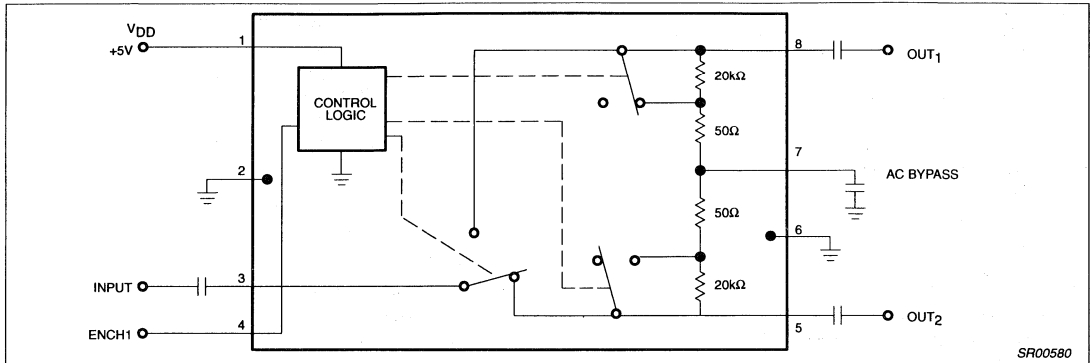 VDD
+5V
1
8
OUT1
20kΩ
CONTROL
LOGIC
50Ω
7
2
AC BYPASS
50Ω
6
INPUT
3
20kΩ
ENCH1
4
5
OUT2
SR00580